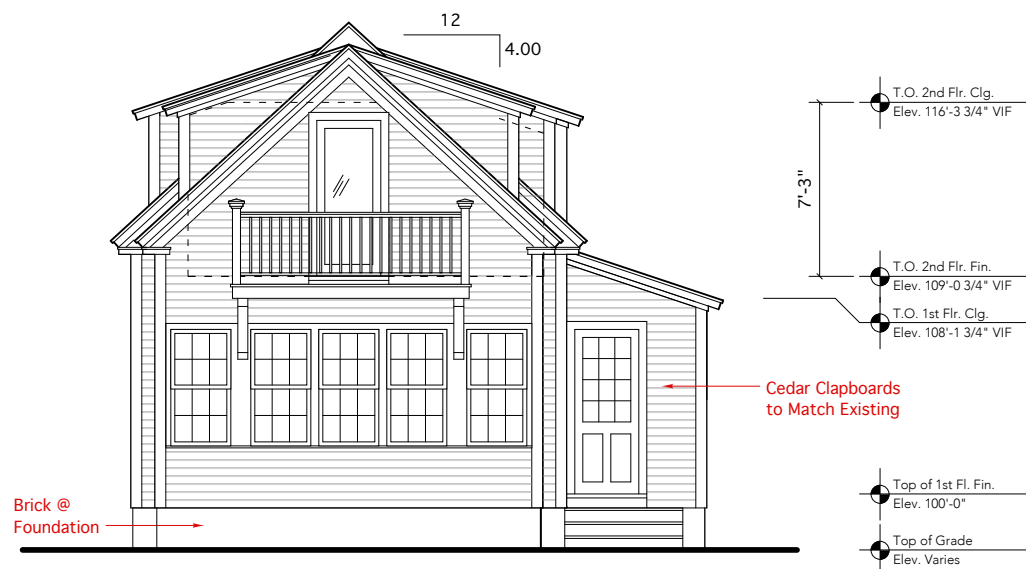 12
4.00
T.O. 2nd Flr. Clg.
Elev. 116'-3 3/4" VIF
7'-3"
T.O. 2nd Flr. Fin.
Elev. 109'-0 3/4" VIF
T.O. 1st Flr. Clg.
Elev. 108'-1 3/4" VIF
Cedar Clapboards
to Match Existing
Top of 1st Fl. Fin.
Elev. 100'-0"
Brick @
Foundation
Top of Grade
Elev. Varies